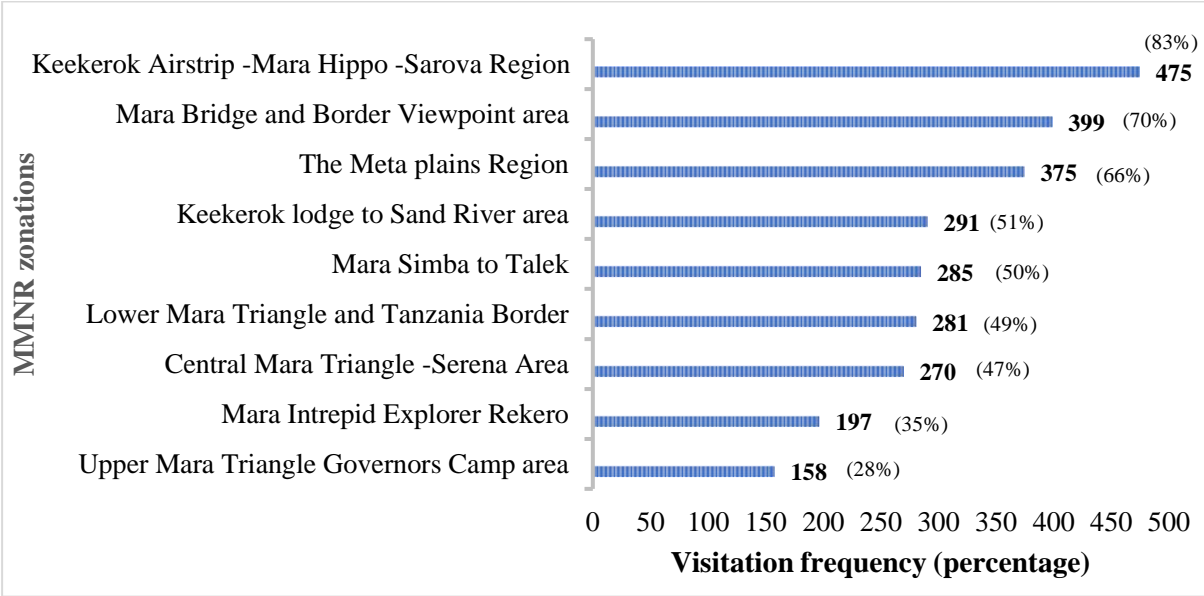 (83%)
Keekerok Airstrip -Mara Hippo -Sarova Region 475
Mara Bridge and Border Viewpoint area 399 (70%)
The Meta plains Region 375 (66%)
Keekerok lodge to Sand River area 291 (51%)
Mara Simba to Talek 285 (50%)
Lower Mara Triangle and Tanzania Border 281 (49%)
Central Mara Triangle -Serena Area 270 (47%)
Mara Intrepid Explorer Rekero 197 (35%)
Upper Mara Triangle Governors Camp area 158 (28%)
MMNR zonations
0 50 100 150 200 250 300 350 400 450 500
Visitation frequency (percentage)